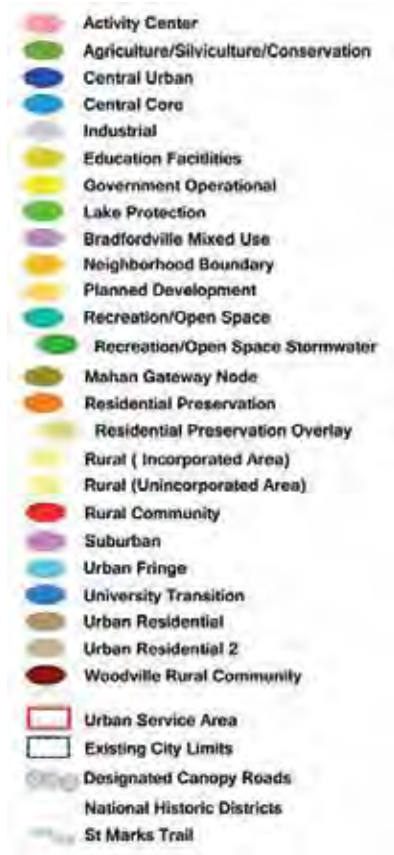 Activity Center
Agriculture/Silviculture/Conservation
Central Urban
Central Core
Industrial
Education Facitlities
Government Operational
Lake Protection
Bradfordville Mixed Use
Neighborhood Boundary
Planned Development
Recreation/Open Space
Recreation/Open Space Stormwater
Mahan Gateway Node
Residential Preservation
Residential Preservation Overlay
Rural ( Incorporated Area)
Rural (Unincorporated Area)
Rural Community
Suburban
Urban Fringe
University Transition
Urban Residential
Urban Residential 2
Woodville Rural Community
Urban Service Area
Existing City Limits
Designated Canopy Roads
National Historic Districts
St Marks Trail